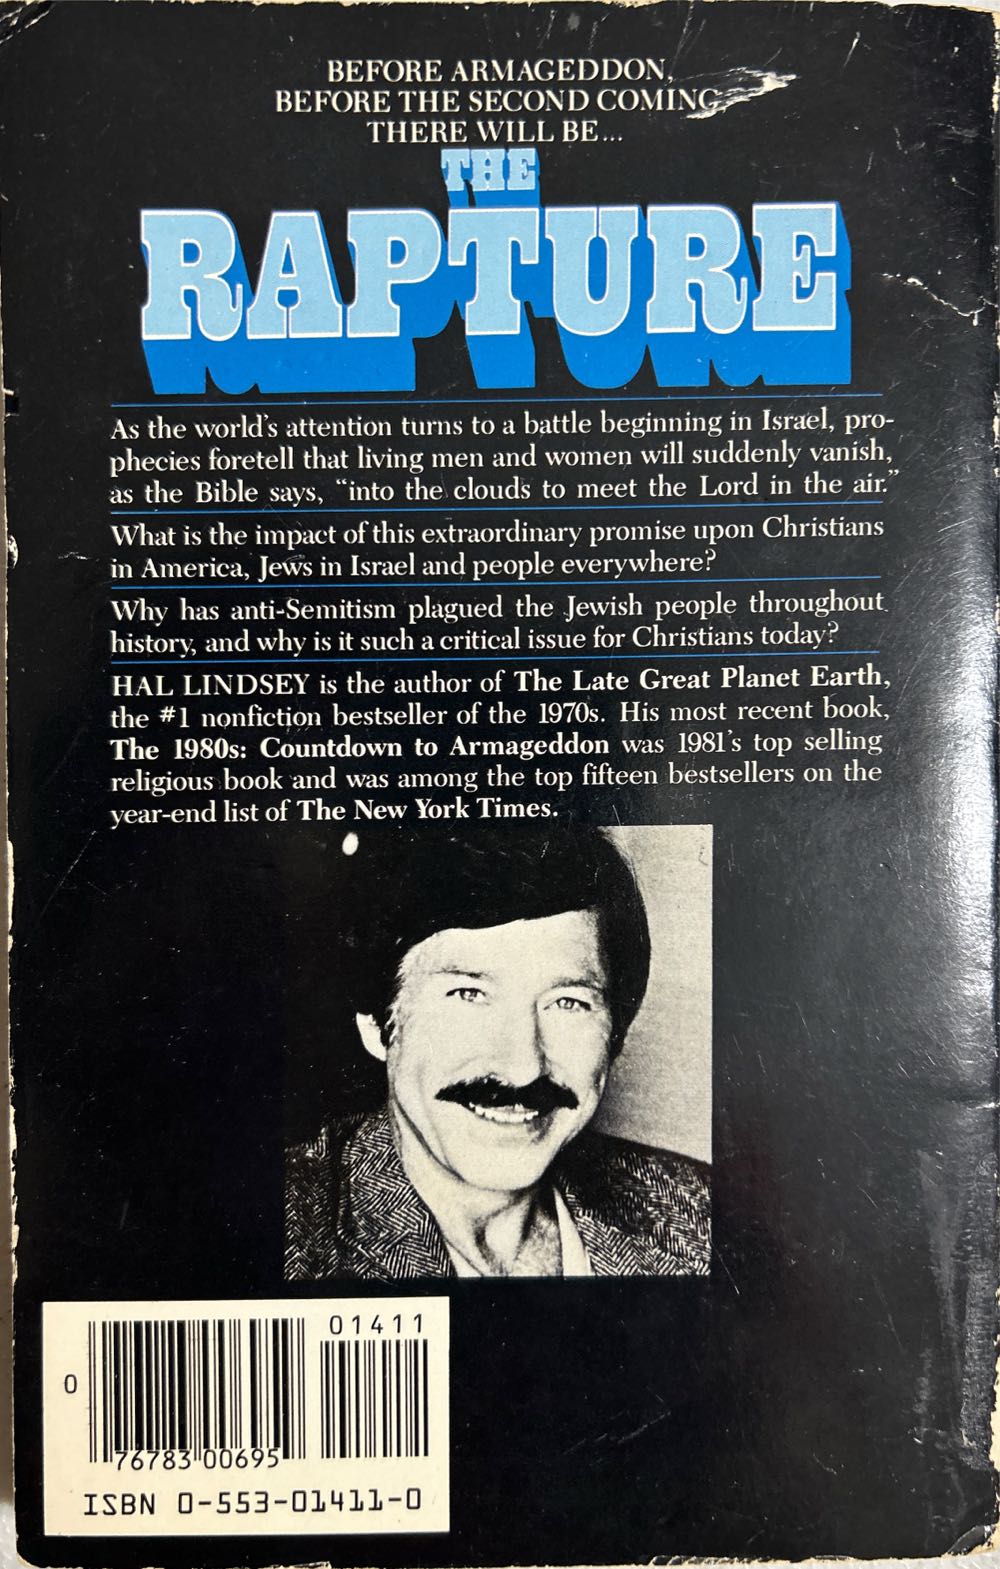 BEFORE ARMAGEDDON,
BEFORE THE SECOND COMING
THERE WILL BE...
THE
RAPTURE
As the world's attention turns to a battle beginning in Israel, pro-
phecies foretell that living men and women will suddenly vanish,
as the Bible says, "into the clouds to meet the Lord in the air."
What is the impact of this extraordinary promise upon Christians
in America, Jews in Israel and people everywhere?
Why has anti-Semitism plagued the Jewish people throughout
history, and why is it such a critical issue for Christians today?
HAL LINDSEY is the author of The Late Great Planet Earth,
the #1 nonfiction bestseller of the 1970s. His most recent book,
The 1980s: Countdown to Armageddon was 1981's top selling
religious book and was among the top fifteen bestsellers on the
year-end list of The New York Times.
01411
0
76783 00695
ISBN 0-553-01411-0